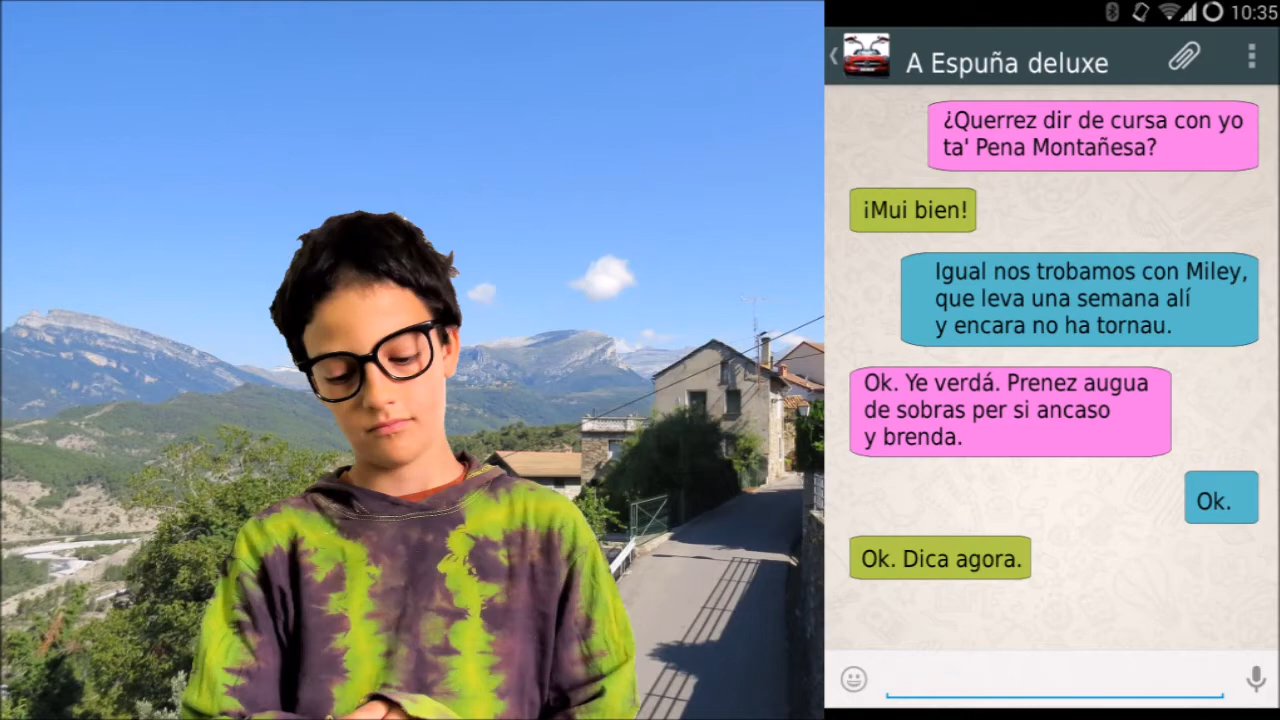 10:35
A Espuña deluxe
¿Querrez dir de cursa con yo
ta' Pena Montañesa?
¡Mui bien!
Igual nos trobamos con Miley,
que leva una semana alí
y encara no ha tornau.
Ok. Ye verdá. Prenez augua
de sobras per si ancaso
y brenda.
Ok.
Ok. Dica agora.